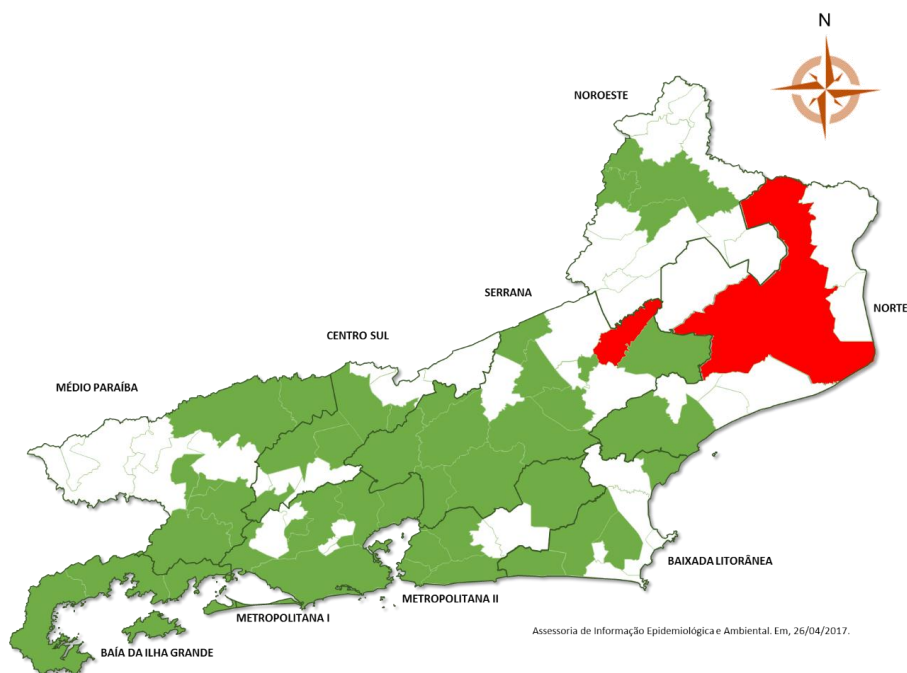 N
NOROESTE
SERRANA
NORTE
CENTRO SUL
MÉDIO PARAÍBA
BAIXADA LITORÂNEA
METROPOLITANA II
METROPOLITANA I
BAÍA DA ILHA GRANDE
Assessoria de Informação Epidemiológica e Ambiental. Em, 26/04/2017.